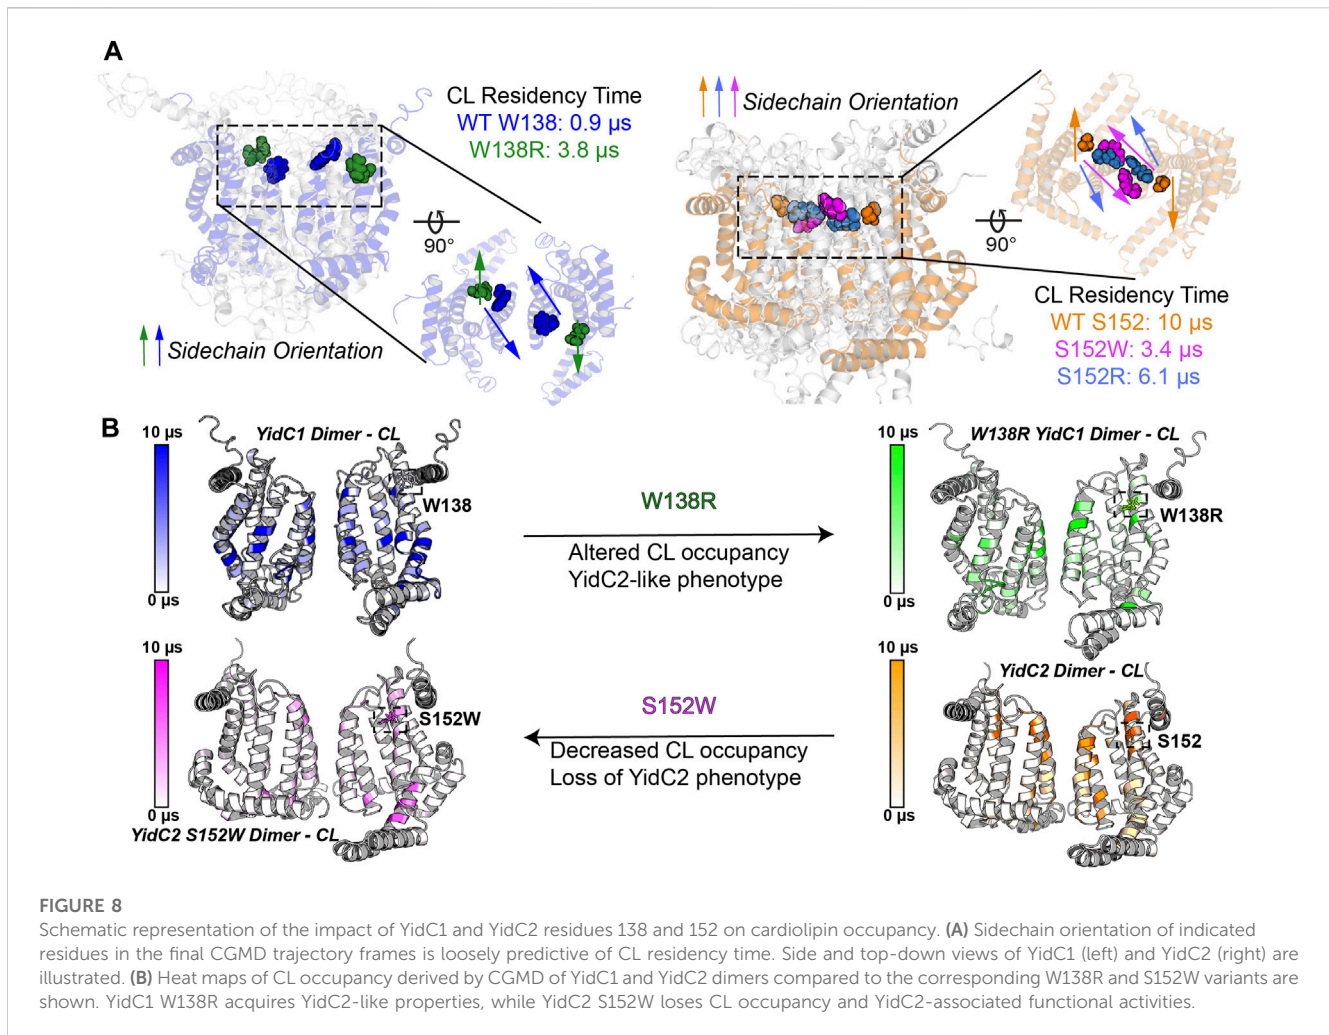 A
CL Residency Time
WT W138: 0.9 µs
W138R: 3.8 µs
90°
Sidechain Orientation
Sidechain Orientation
90°
CL Residency Time
WT S152: 10 µs
S152W: 3.4 µs
S152R: 6.1 µs
B
10 µs
YidC1 Dimer - CL
W138
0 µs
W138R
Altered CL occupancy
YidC2-like phenotype
10 µs
W138R YidC1 Dimer - CL
W138R
0 µs
10 µs
S152W
0 µs
YidC2 S152W Dimer - CL
S152W
Decreased CL occupancy
Loss of YidC2 phenotype
10 µs
YidC2 Dimer - CL
S152
0 µs
FIGURE 8
Schematic representation of the impact of YidC1 and YidC2 residues 138 and 152 on cardiolipin occupancy. (A) Sidechain orientation of indicated
residues in the final CGMD trajectory frames is loosely predictive of CL residency time. Side and top-down views of YidC1 (left) and YidC2 (right) are
illustrated. (B) Heat maps of CL occupancy derived by CGMD of YidC1 and YidC2 dimers compared to the corresponding W138R and S152W variants are
shown. YidC1 W138R acquires YidC2-like properties, while YidC2 S152W loses CL occupancy and YidC2-associated functional activities.